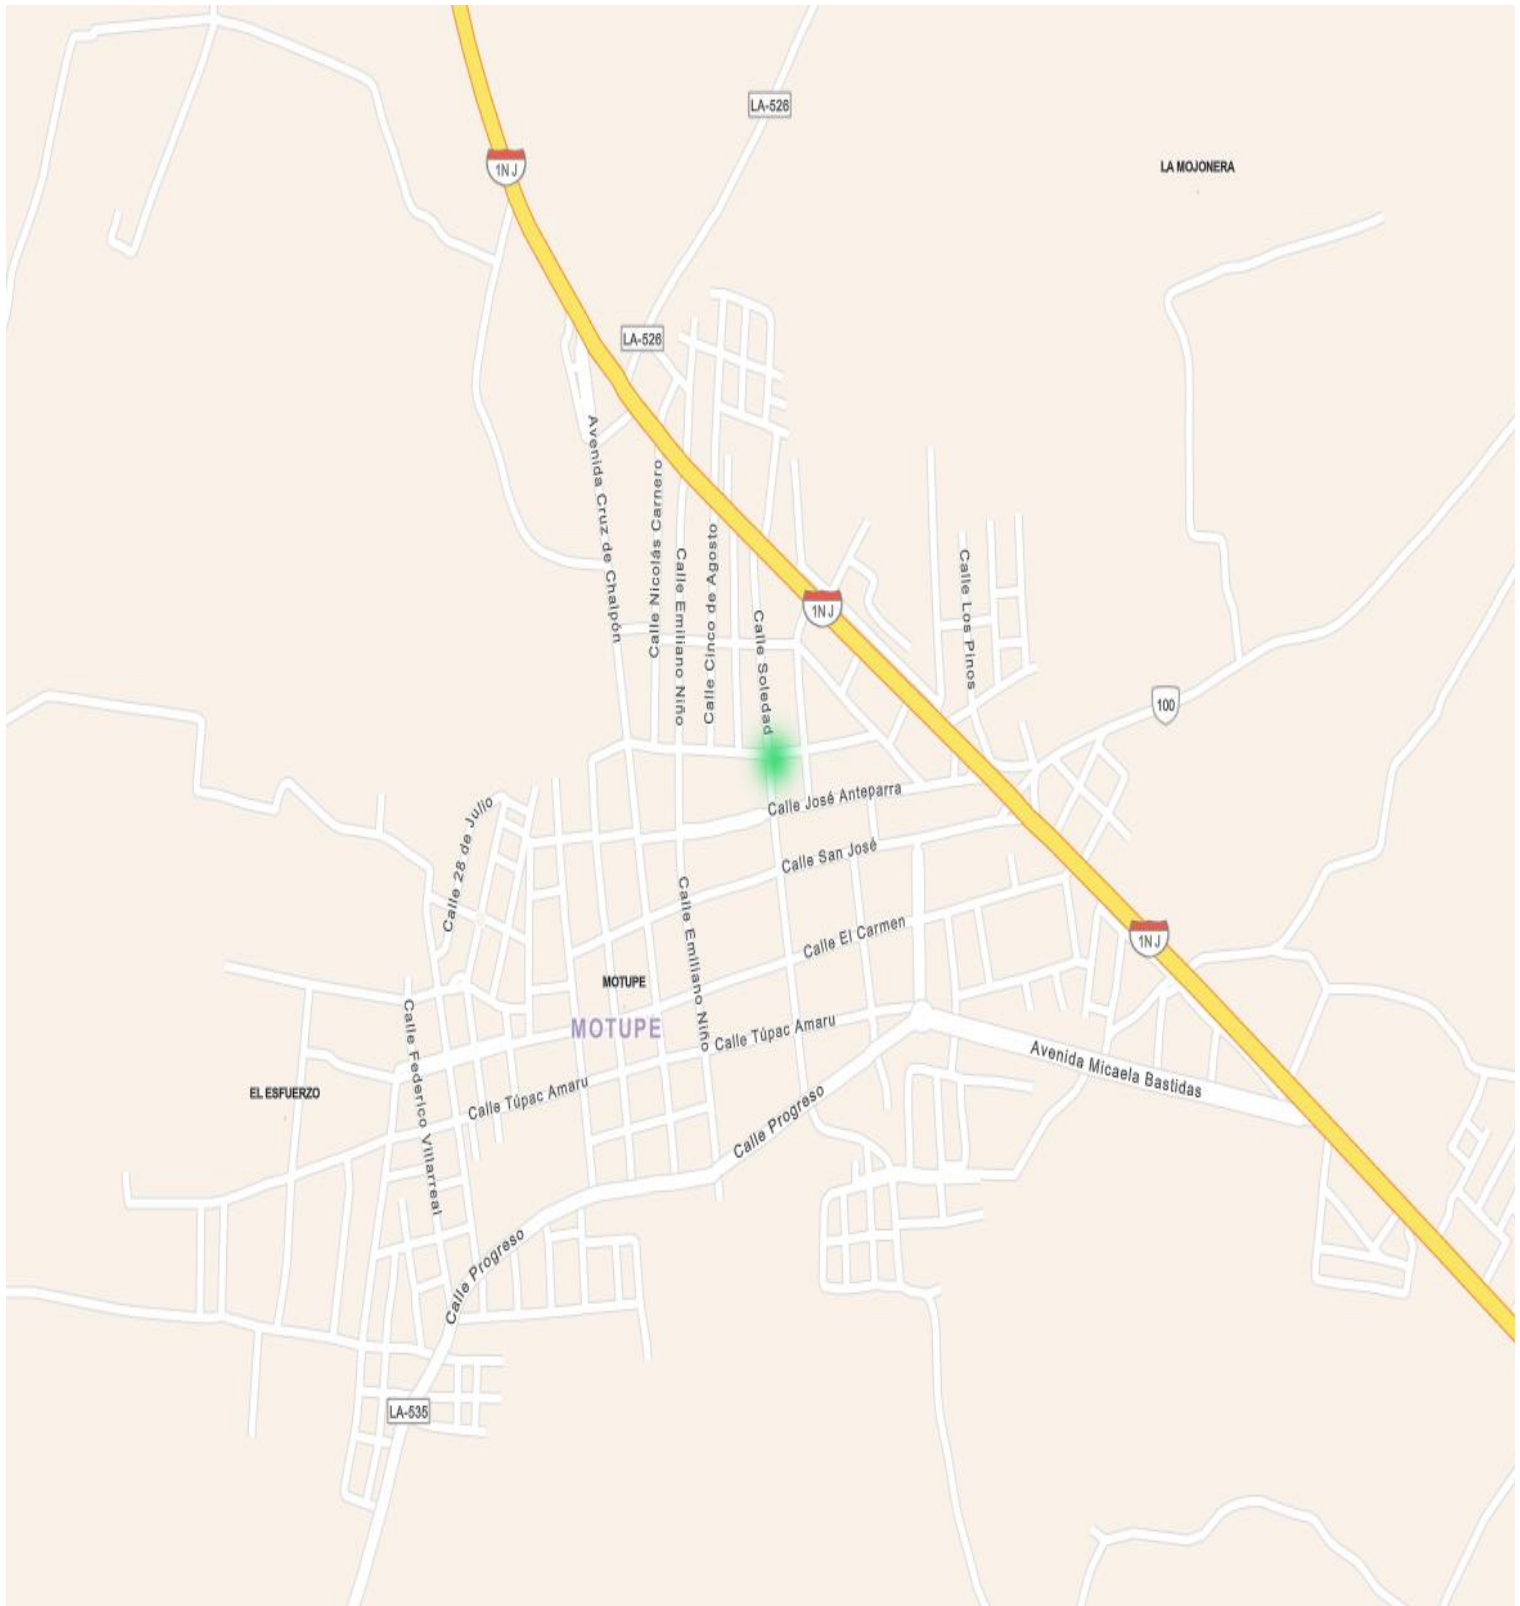 LA-526
1N J
LA MOJONERA
LA-526
Avenida Cruz de Chalpón
Calle Nicolás Carnero
Calle Emiliano Niño
Calle Cinco de Agosto
Calle Soledad
1N J
Calle Los Pinos
100
Calle José Anteparra
Calle 28 de Julio
Calle San José
Calle Emiliano Niño
Calle El Carmen
1N J
MOTUPE
MOTUPE
Calle Federico Villarreal
Calle Túpac Amaru
Avenida Micaela Bastidas
EL ESFUERZO
Calle Túpac Amaru
Calle Progreso
Calle Progreso
LA-535